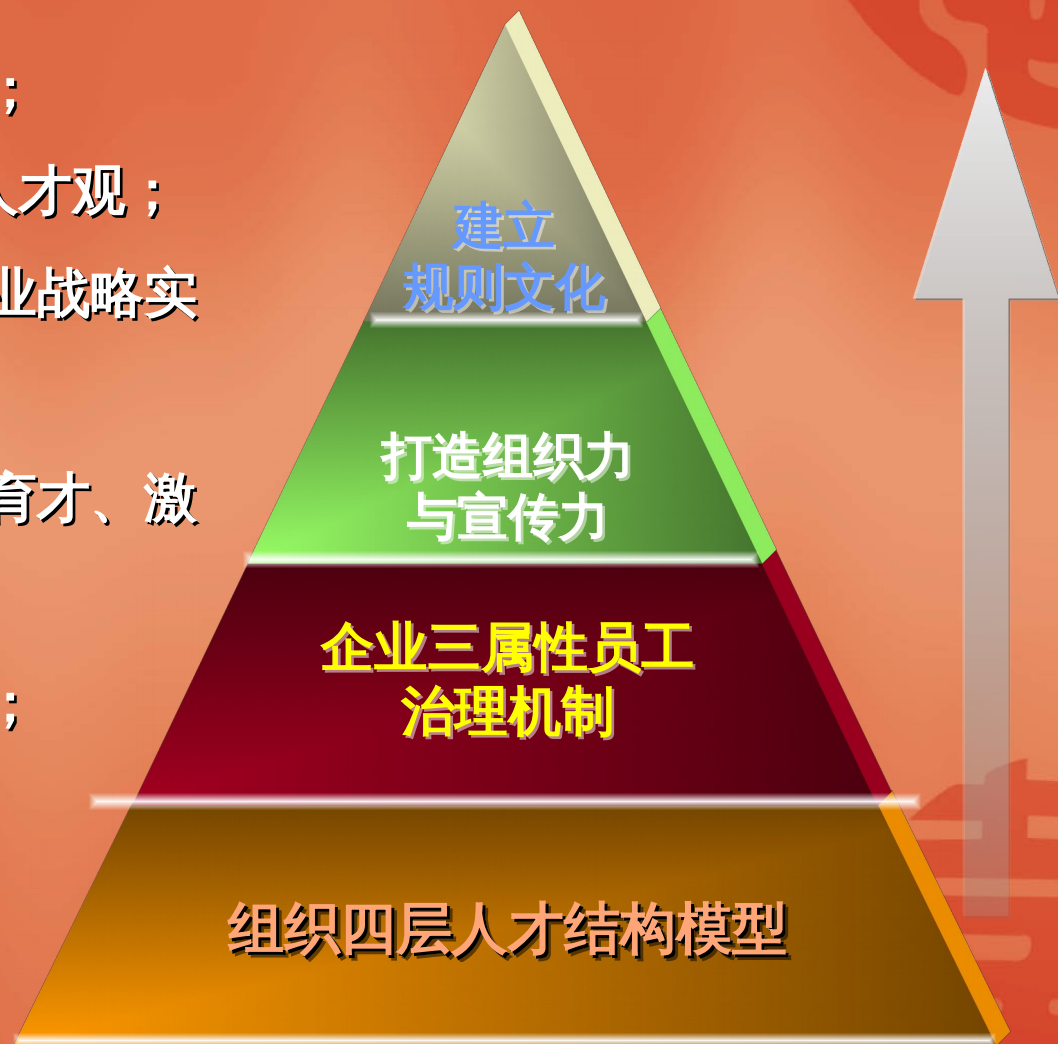 ；
人才观；
业战略实
育才、激
；
建立
规则文化
打造组织力
与宣传力
企业三属性员工
治理机制
组织四层人才结构模型